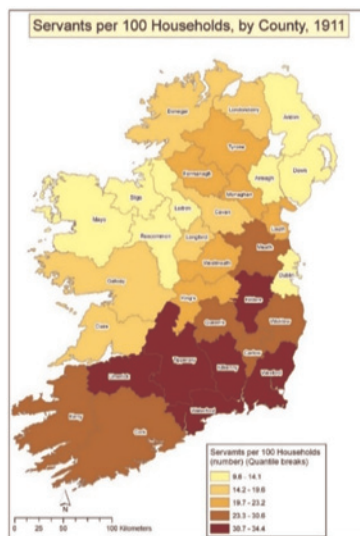 Servants per 100 Households, by County, 1911
Donegal
Londonderry
Antrim
Tyrone
Fermanagh
Armagh
Down
Monaghan
Sligo
Leitrim
Cavan
Mayo
Roscommon
Longford
Louth
Meath
Westmeath
Galway
Dublin
King's
Kildare
Queen's
Wicklow
Clare
Carlow
Tipperary
Kilkenny
Limerick
Wexford
Waterford
Kerry
Cork
Servants per 100 Households
(number) (Quantile breaks)
9.6 - 14.1
14.2 - 19.6
19.7 - 23.2
23.3 - 30.6
30.7 - 34.4
N
0 25 50 100 Kilometers